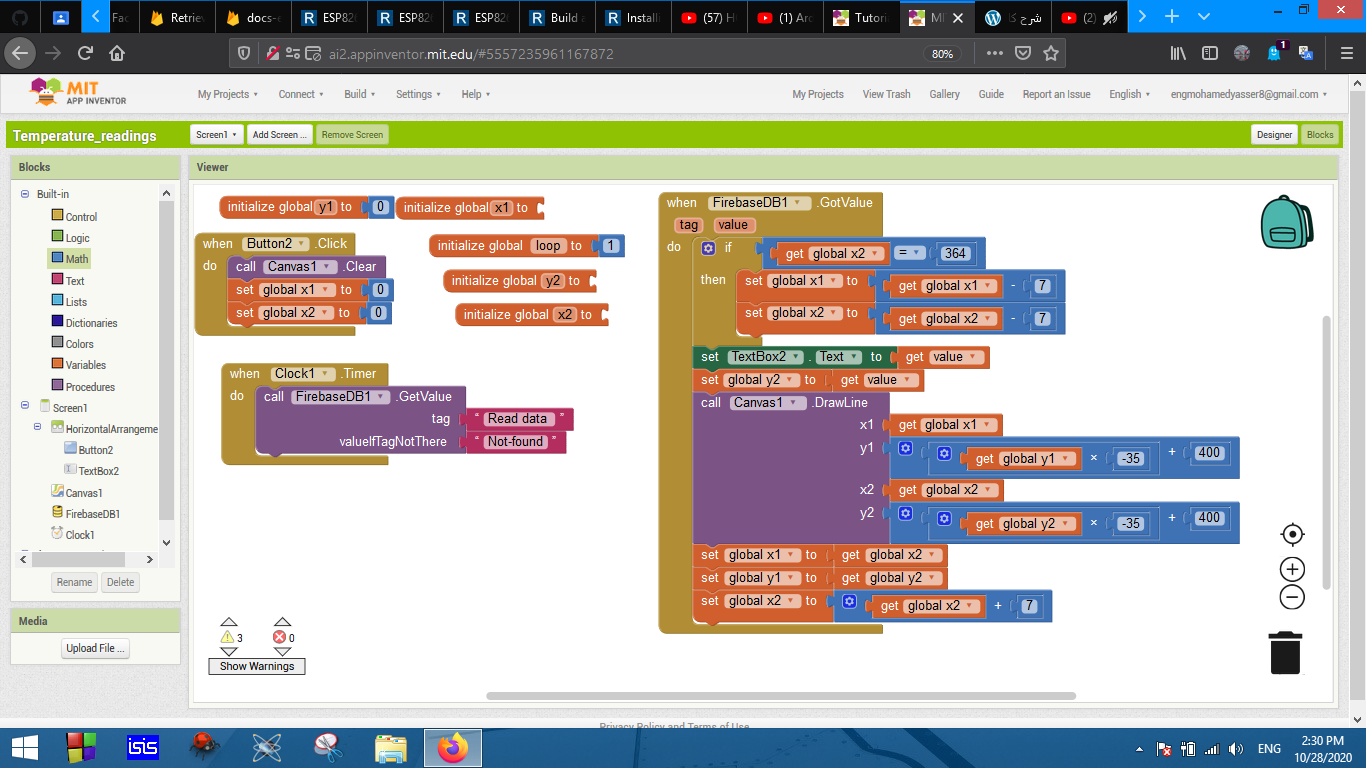 Fac
Retriev
docs-a
ESP826
ESP826
ESP826
Build a
Installi
(57) H
(1) Ard
Tutoria
MI
شرح كا
(2)
ai2.appinventor.mit.edu/#5557235961167872
80%
1
MIT
APP INVENTOR
My Projects
Connect
Build
Settings
Help
My Projects
View Trash
Gallery
Guide
Report an Issue
English
engmohamedyasser8@gmail.com
Temperature_readings
Screen1
Add Screen ...
Remove Screen
Designer
Blocks
Blocks
Viewer
Built-in
Control
Logic
Math
Text
Lists
Dictionaries
Colors
Variables
Procedures
Screen1
HorizontalArrangeme
Button2
TextBox2
Canvas1
FirebaseDB1
Clock1
Rename
Delete
Media
Upload File ...
initialize global y1 to 0
initialize global x1 to
when Button2 .Click
do call Canvas1 .Clear
set global x1 to 0
set global x2 to 0
initialize global loop to 1
initialize global y2 to
initialize global x2 to
when Clock1 .Timer
do call FirebaseDB1 .GetValue
tag " Read data "
valueIfTagNotThere " Not-found "
when FirebaseDB1 .GotValue
tag value
do if get global x2 = 364
then set global x1 to get global x1 - 7
set global x2 to get global x2 - 7
set TextBox2 . Text to get value
set global y2 to get value
call Canvas1 .DrawLine
x1 get global x1
y1 get global y1 × -35 + 400
x2 get global x2
y2 get global y2 × -35 + 400
set global x1 to get global x2
set global y1 to get global y2
set global x2 to get global x2 + 7
3
0
Show Warnings
Privacy Policy and Terms of Use
isis
ENG
2:30 PM
10/28/2020